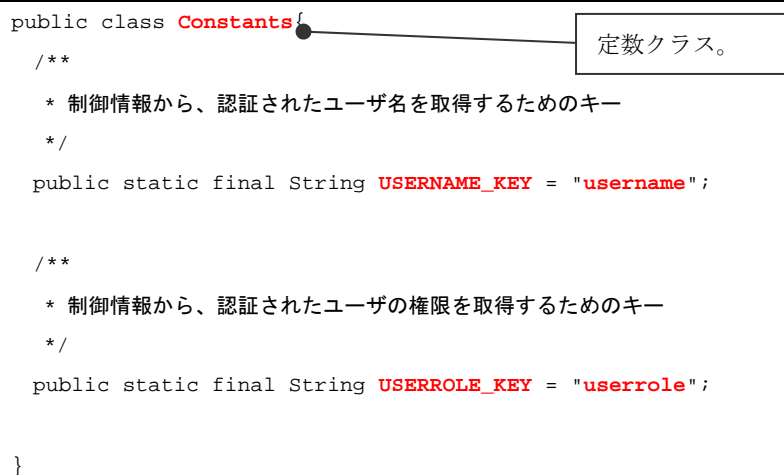 public class Constants{
定数クラス。
/**
* 制御情報から、認証されたユーザ名を取得するためのキー
*/
public static final String USERNAME_KEY = "username";
/**
* 制御情報から、認証されたユーザの権限を取得するためのキー
*/
public static final String USERROLE_KEY = "userrole";
}